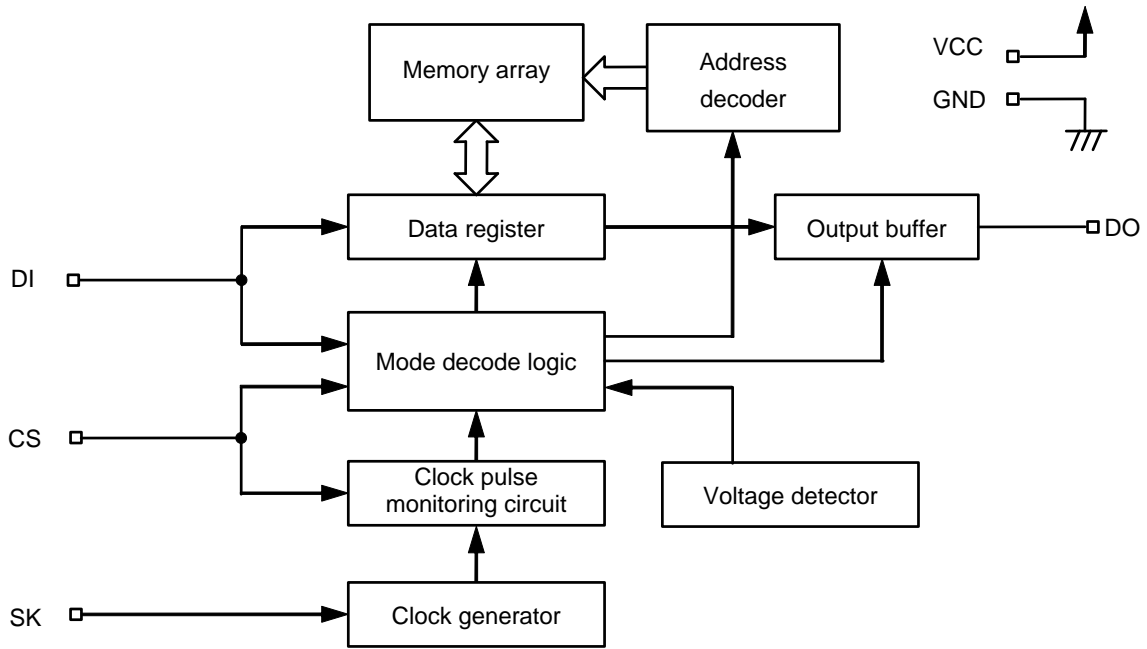 Memory array
Address
decoder
VCC
GND
Data register
Output buffer
DO
DI
Mode decode logic
CS
Clock pulse
monitoring circuit
Voltage detector
SK
Clock generator